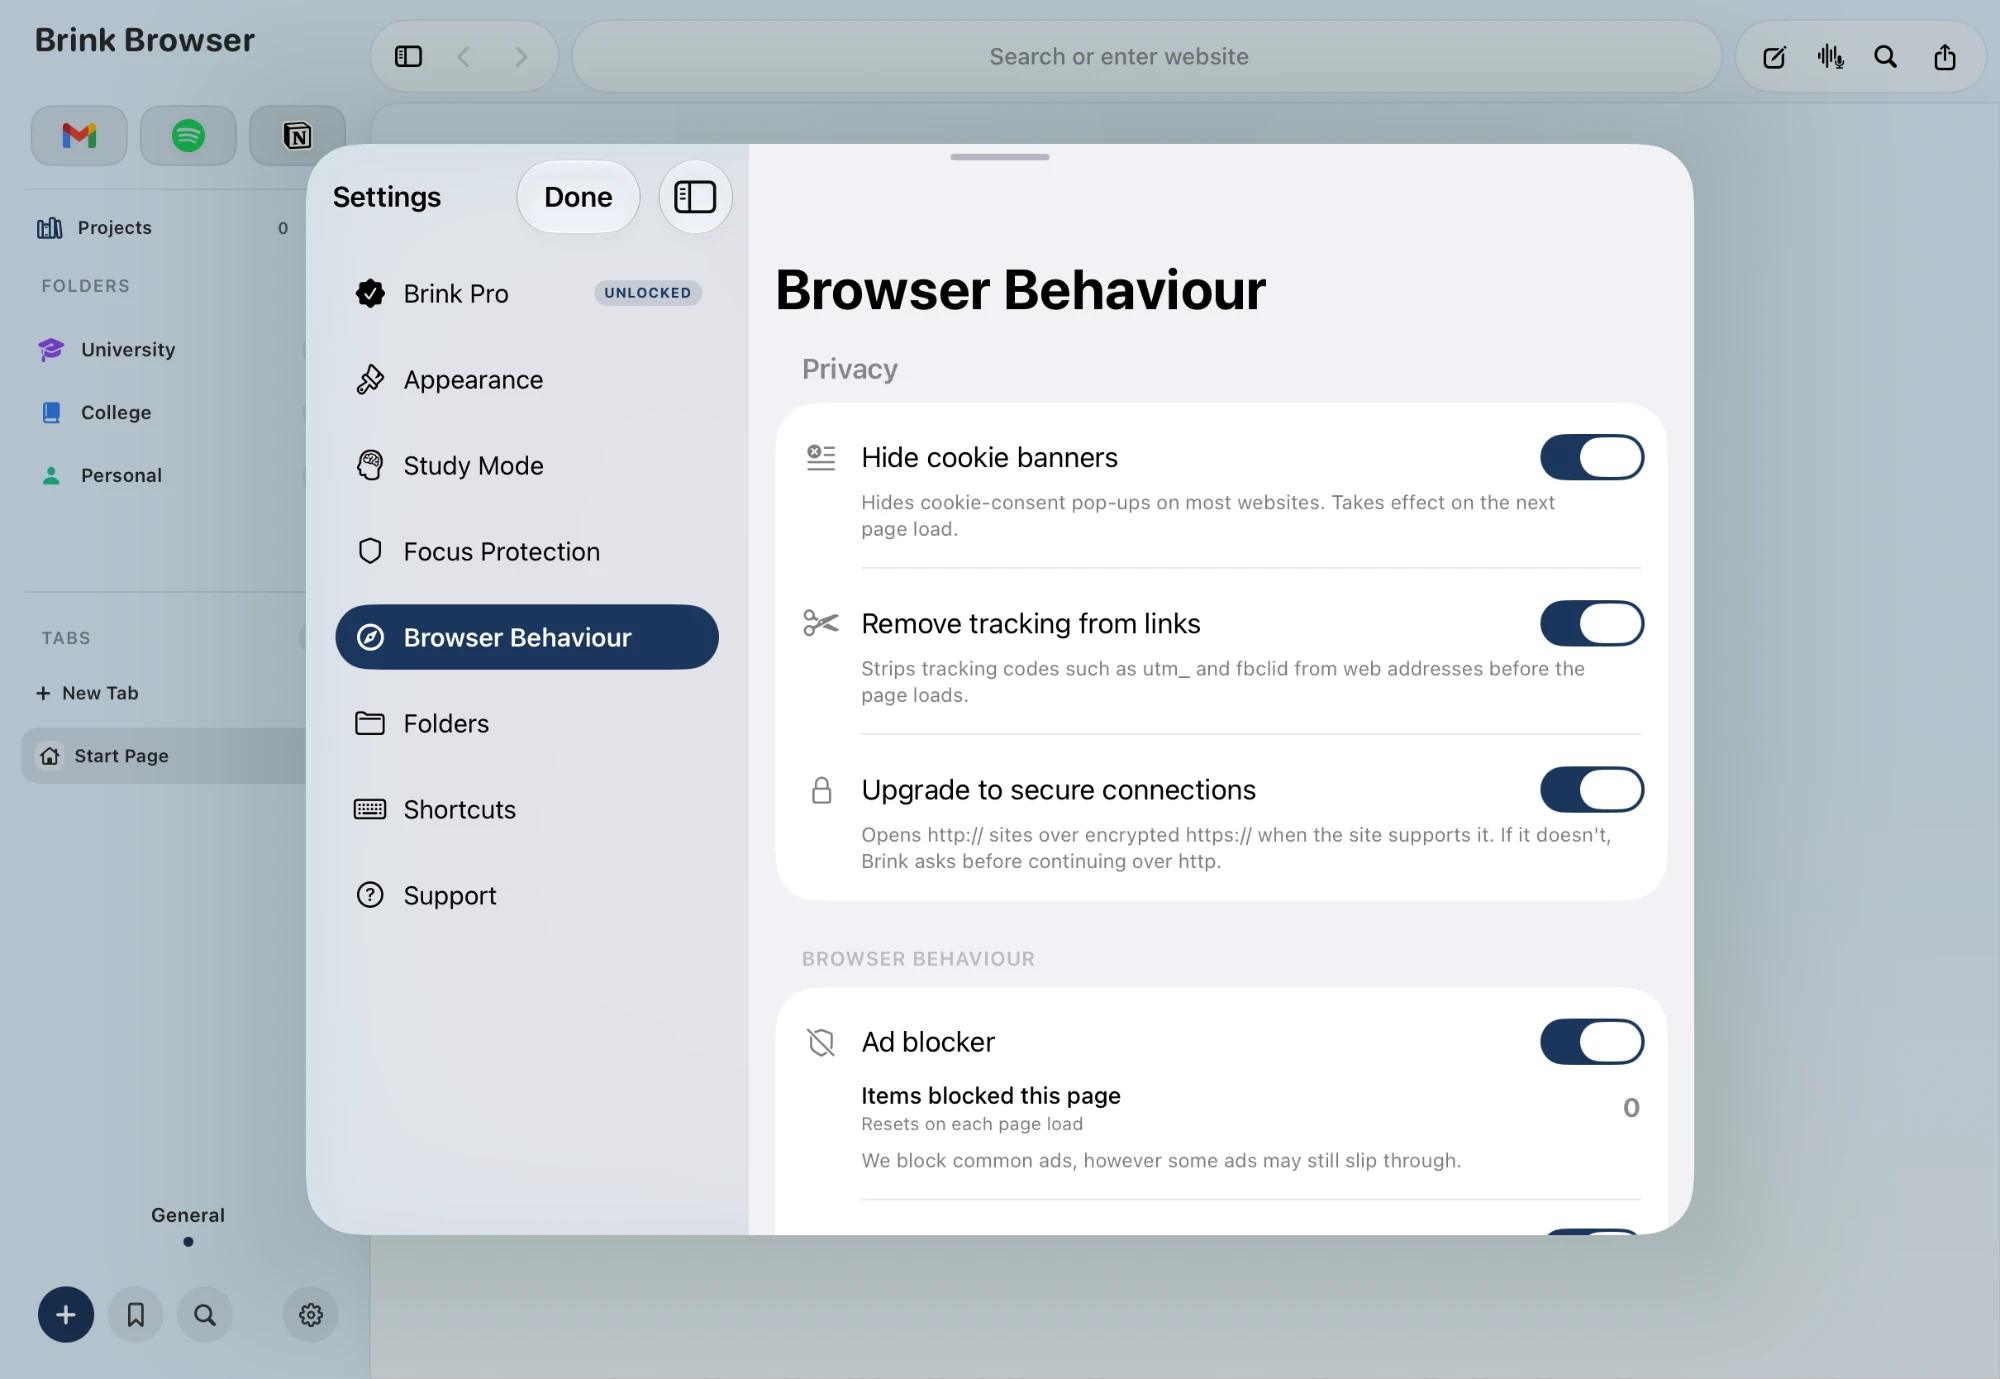 Brink Browser
Search or enter website
Projects
0
FOLDERS
University
College
Personal
TABS
New Tab
Start Page
General
Settings
Done
Brink Pro
UNLOCKED
Appearance
Study Mode
Focus Protection
Browser Behaviour
Folders
Shortcuts
Support
Browser Behaviour
Privacy
Hide cookie banners
Hides cookie-consent pop-ups on most websites. Takes effect on the next
page load.
Remove tracking from links
Strips tracking codes such as utm_ and fbclid from web addresses before the
page loads.
Upgrade to secure connections
Opens http:// sites over encrypted https:// when the site supports it. If it doesn't,
Brink asks before continuing over http.
BROWSER BEHAVIOUR
Ad blocker
Items blocked this page
0
Resets on each page load
We block common ads, however some ads may still slip through.